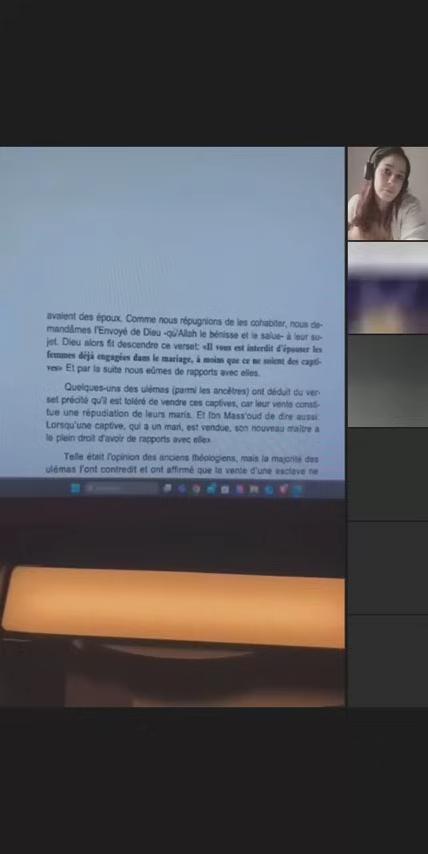 avaient des époux. Comme nous répugnions de les cohabiter, nous de-
mandâmes l'Envoyé de Dieu -qu'Allah le bénisse et le salue- à leur su-
jet. Dieu alors fit descendre ce verset: «Il vous est interdit d'épouser les
femmes déjà engagées dans le mariage, à moins que ce ne soient des capti-
ves» Et par la suite nous eûmes de rapports avec elles.
Quelques-uns des ulémas (parmi les ancêtres) ont déduit du ver-
set précité qu'il est toléré de vendre ces captives, car leur vente consti-
tue une répudiation de leurs maris. Et Ibn Mass'oud de dire aussi:
Lorsqu'une captive, qui a un mari, est vendue, son nouveau maître a
le plein droit d'avoir de rapports avec elle»
Telle était l'opinion des anciens théologiens, mais la majorité des
ulémas l'ont contredit et ont affirmé que la vente d'une esclave ne